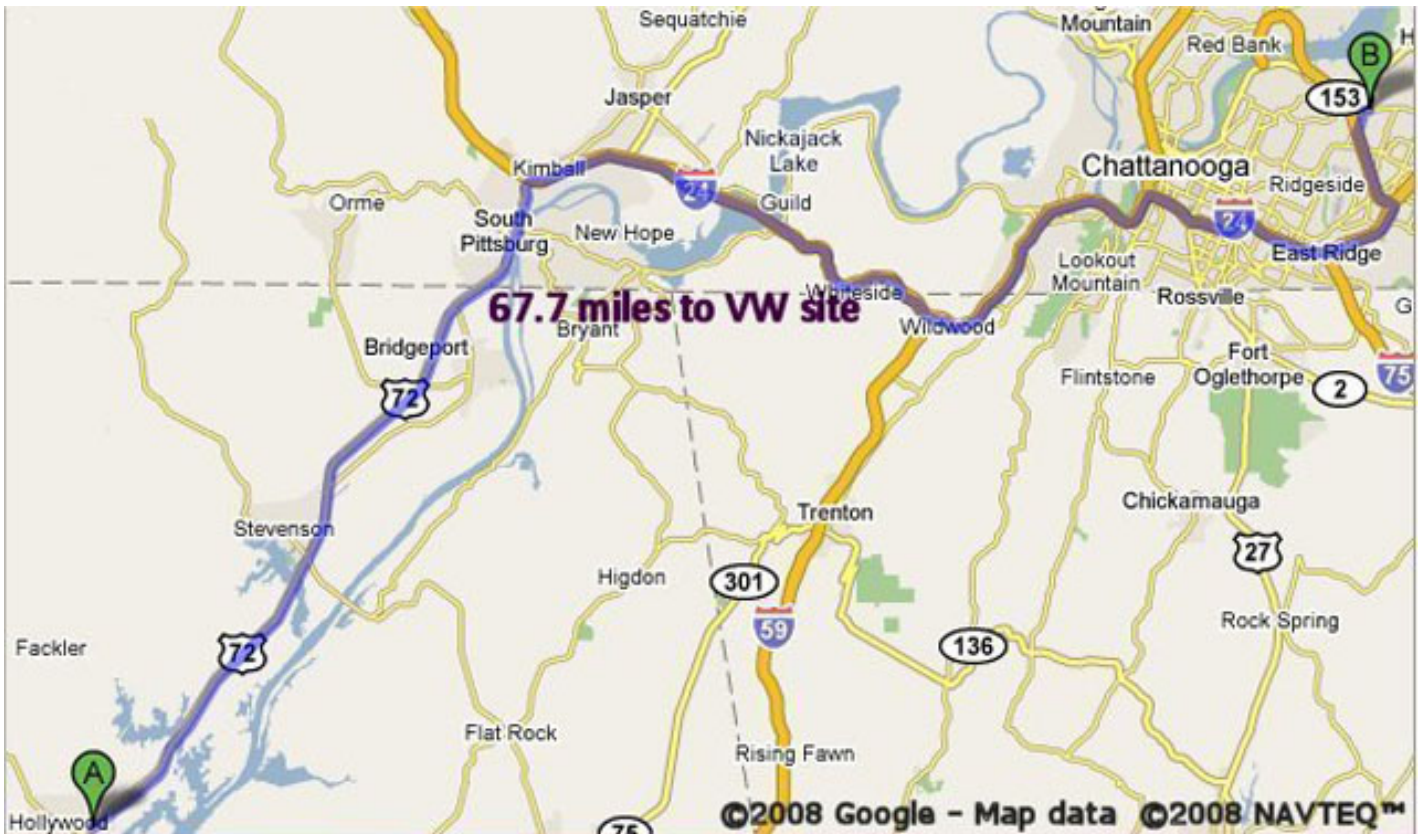 Sequatchie
Mountain
Red Bank
B
H
153
Jasper
Nickajack
Lake
Chattanooga
Kimball
24
Ridgeside
Orme
Guild
South
Pittsburg
New Hope
24
East Ridge
Lookout
Mountain
Whiteside
Rossville
G
67.7 miles to VW site
Bryant
Wildwood
Bridgeport
Fort
Oglethorpe
Flintstone
75
72
2
Chickamauga
Trenton
Stevenson
27
Higdon
301
59
Rock Spring
136
Fackler
72
Flat Rock
Rising Fawn
A
Hollywood
75
©2008 Google - Map data ©2008 NAVTEQ™